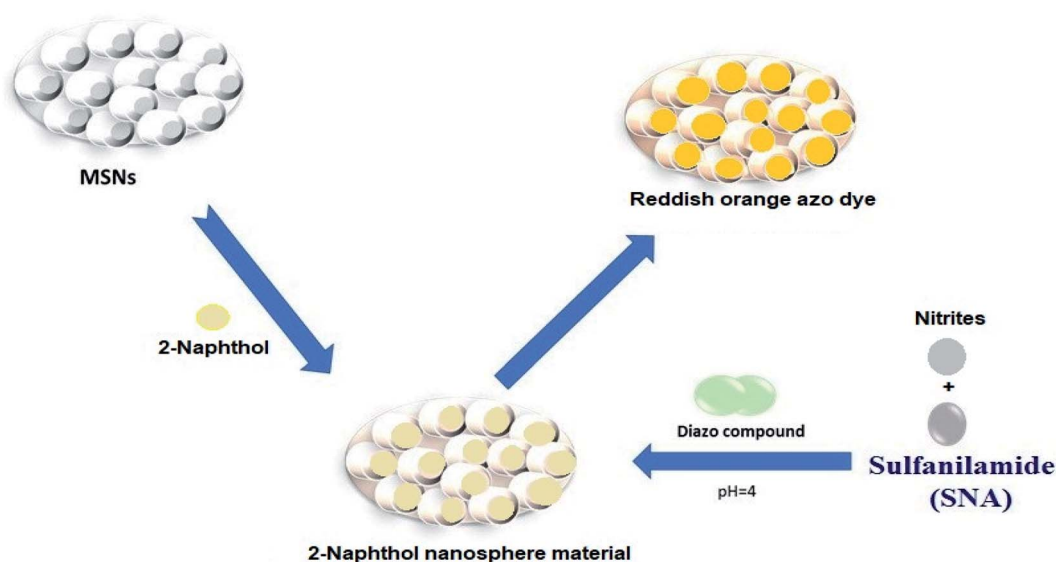 MSNs
Reddish orange azo dye
2-Naphthol
Nitrites
+
Diazo compound
Sulfanilamide
(SNA)
pH=4
2-Naphthol nanosphere material